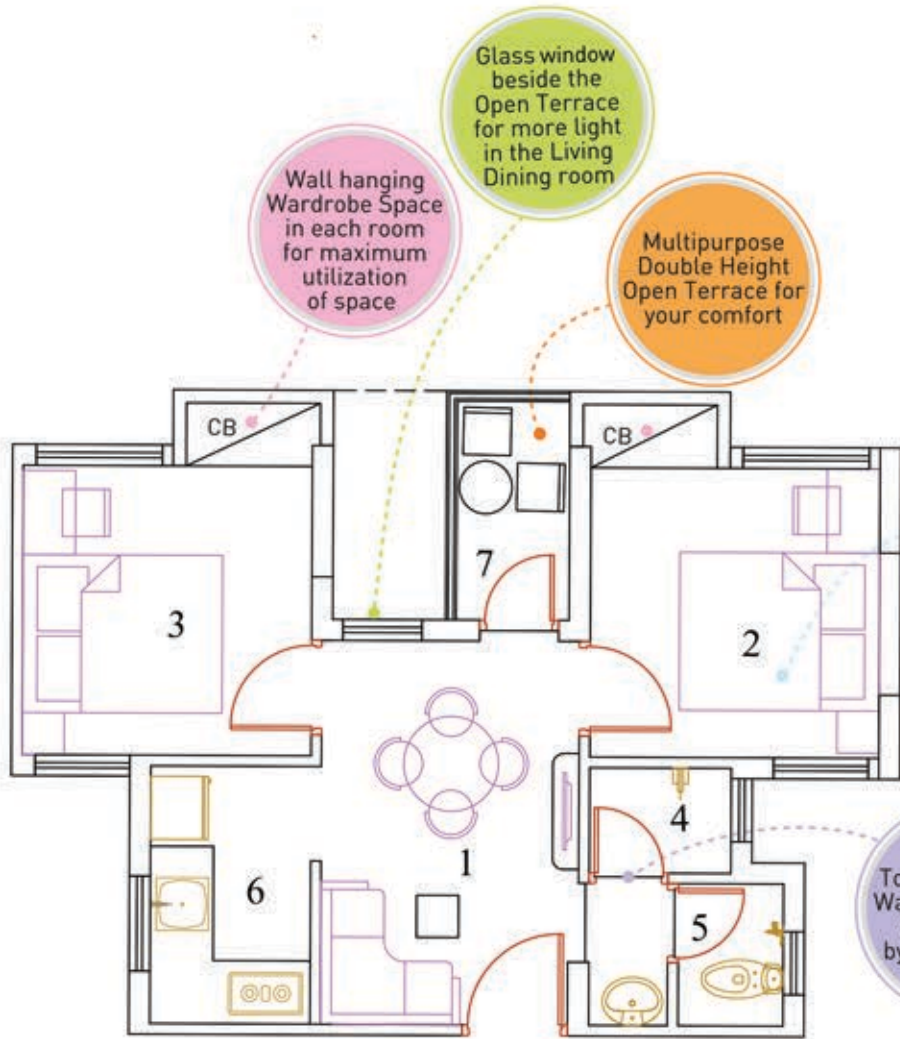 Glass window
beside the
Open Terrace
for more light
in the Living
Dining room
Wall hanging
Wardrobe Space
in each room
for maximum
utilization
of space
Multipurpose
Double Height
Open Terrace for
your comfort
CB
CB
7
3
2
4
1
6
5
by